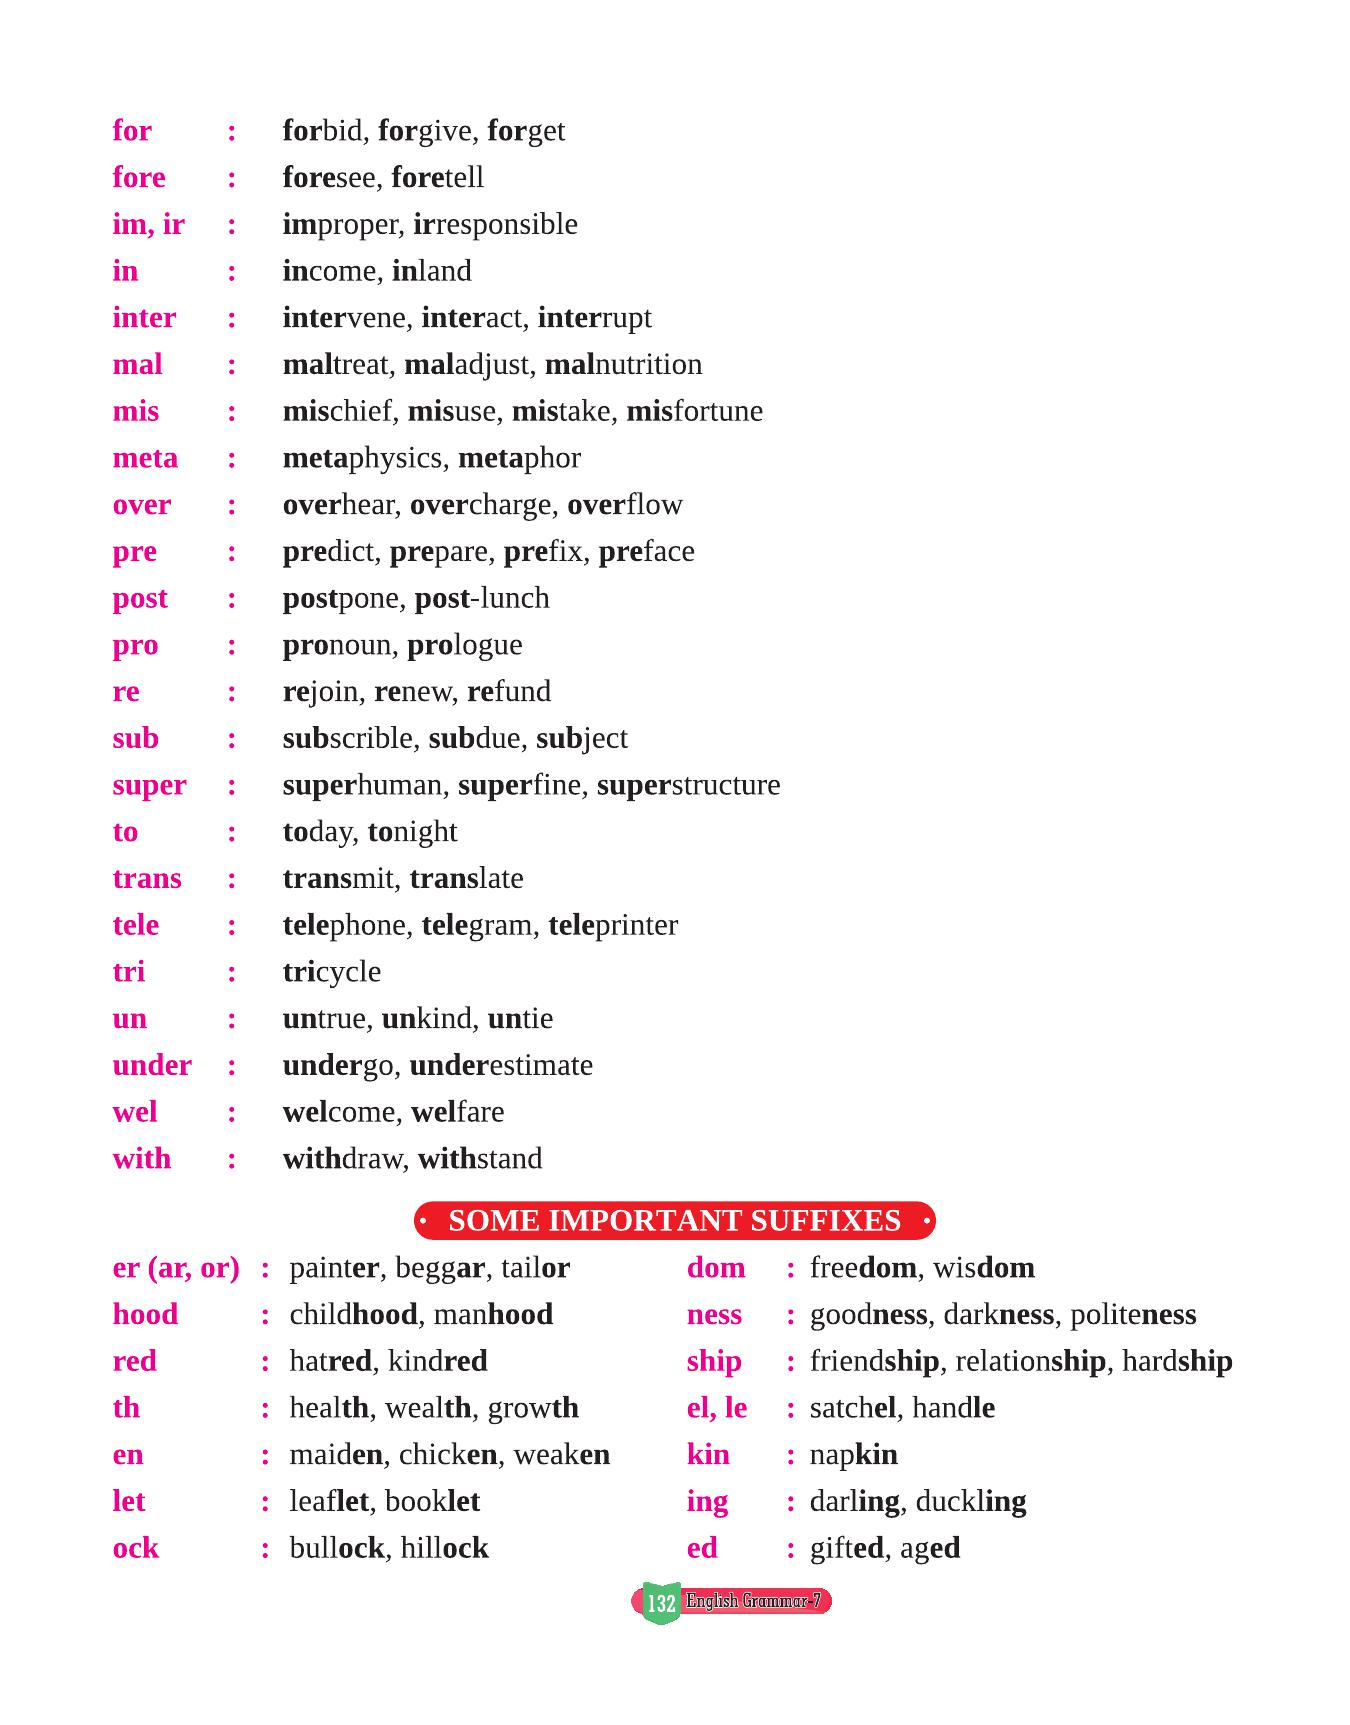 for : forbid, forgive, forget
fore : foresee, foretell
im, ir : improper, irresponsible
in : income, inland
inter : intervene, interact, interrupt
mal : maltreat, maladjust, malnutrition
mis : mischief, misuse, mistake, misfortune
meta : metaphysics, metaphor
over : overhear, overcharge, overflow
pre : predict, prepare, prefix, preface
post : postpone, post-lunch
pro : pronoun, prologue
re : rejoin, renew, refund
sub : subscrible, subdue, subject
super : superhuman, superfine, superstructure
to : today, tonight
trans : transmit, translate
tele : telephone, telegram, teleprinter
tri : tricycle
un : untrue, unkind, untie
under : undergo, underestimate
wel : welcome, welfare
with : withdraw, withstand
• SOME IMPORTANT SUFFIXES •
er (ar, or) : painter, beggar, tailor dom : freedom, wisdom
hood : childhood, manhood ness : goodness, darkness, politeness
red : hatred, kindred ship : friendship, relationship, hardship
th : health, wealth, growth el, le : satchel, handle
en : maiden, chicken, weaken kin : napkin
let : leaflet, booklet ing : darling, duckling
ock : bullock, hillock ed : gifted, aged
132 English Grammar-7